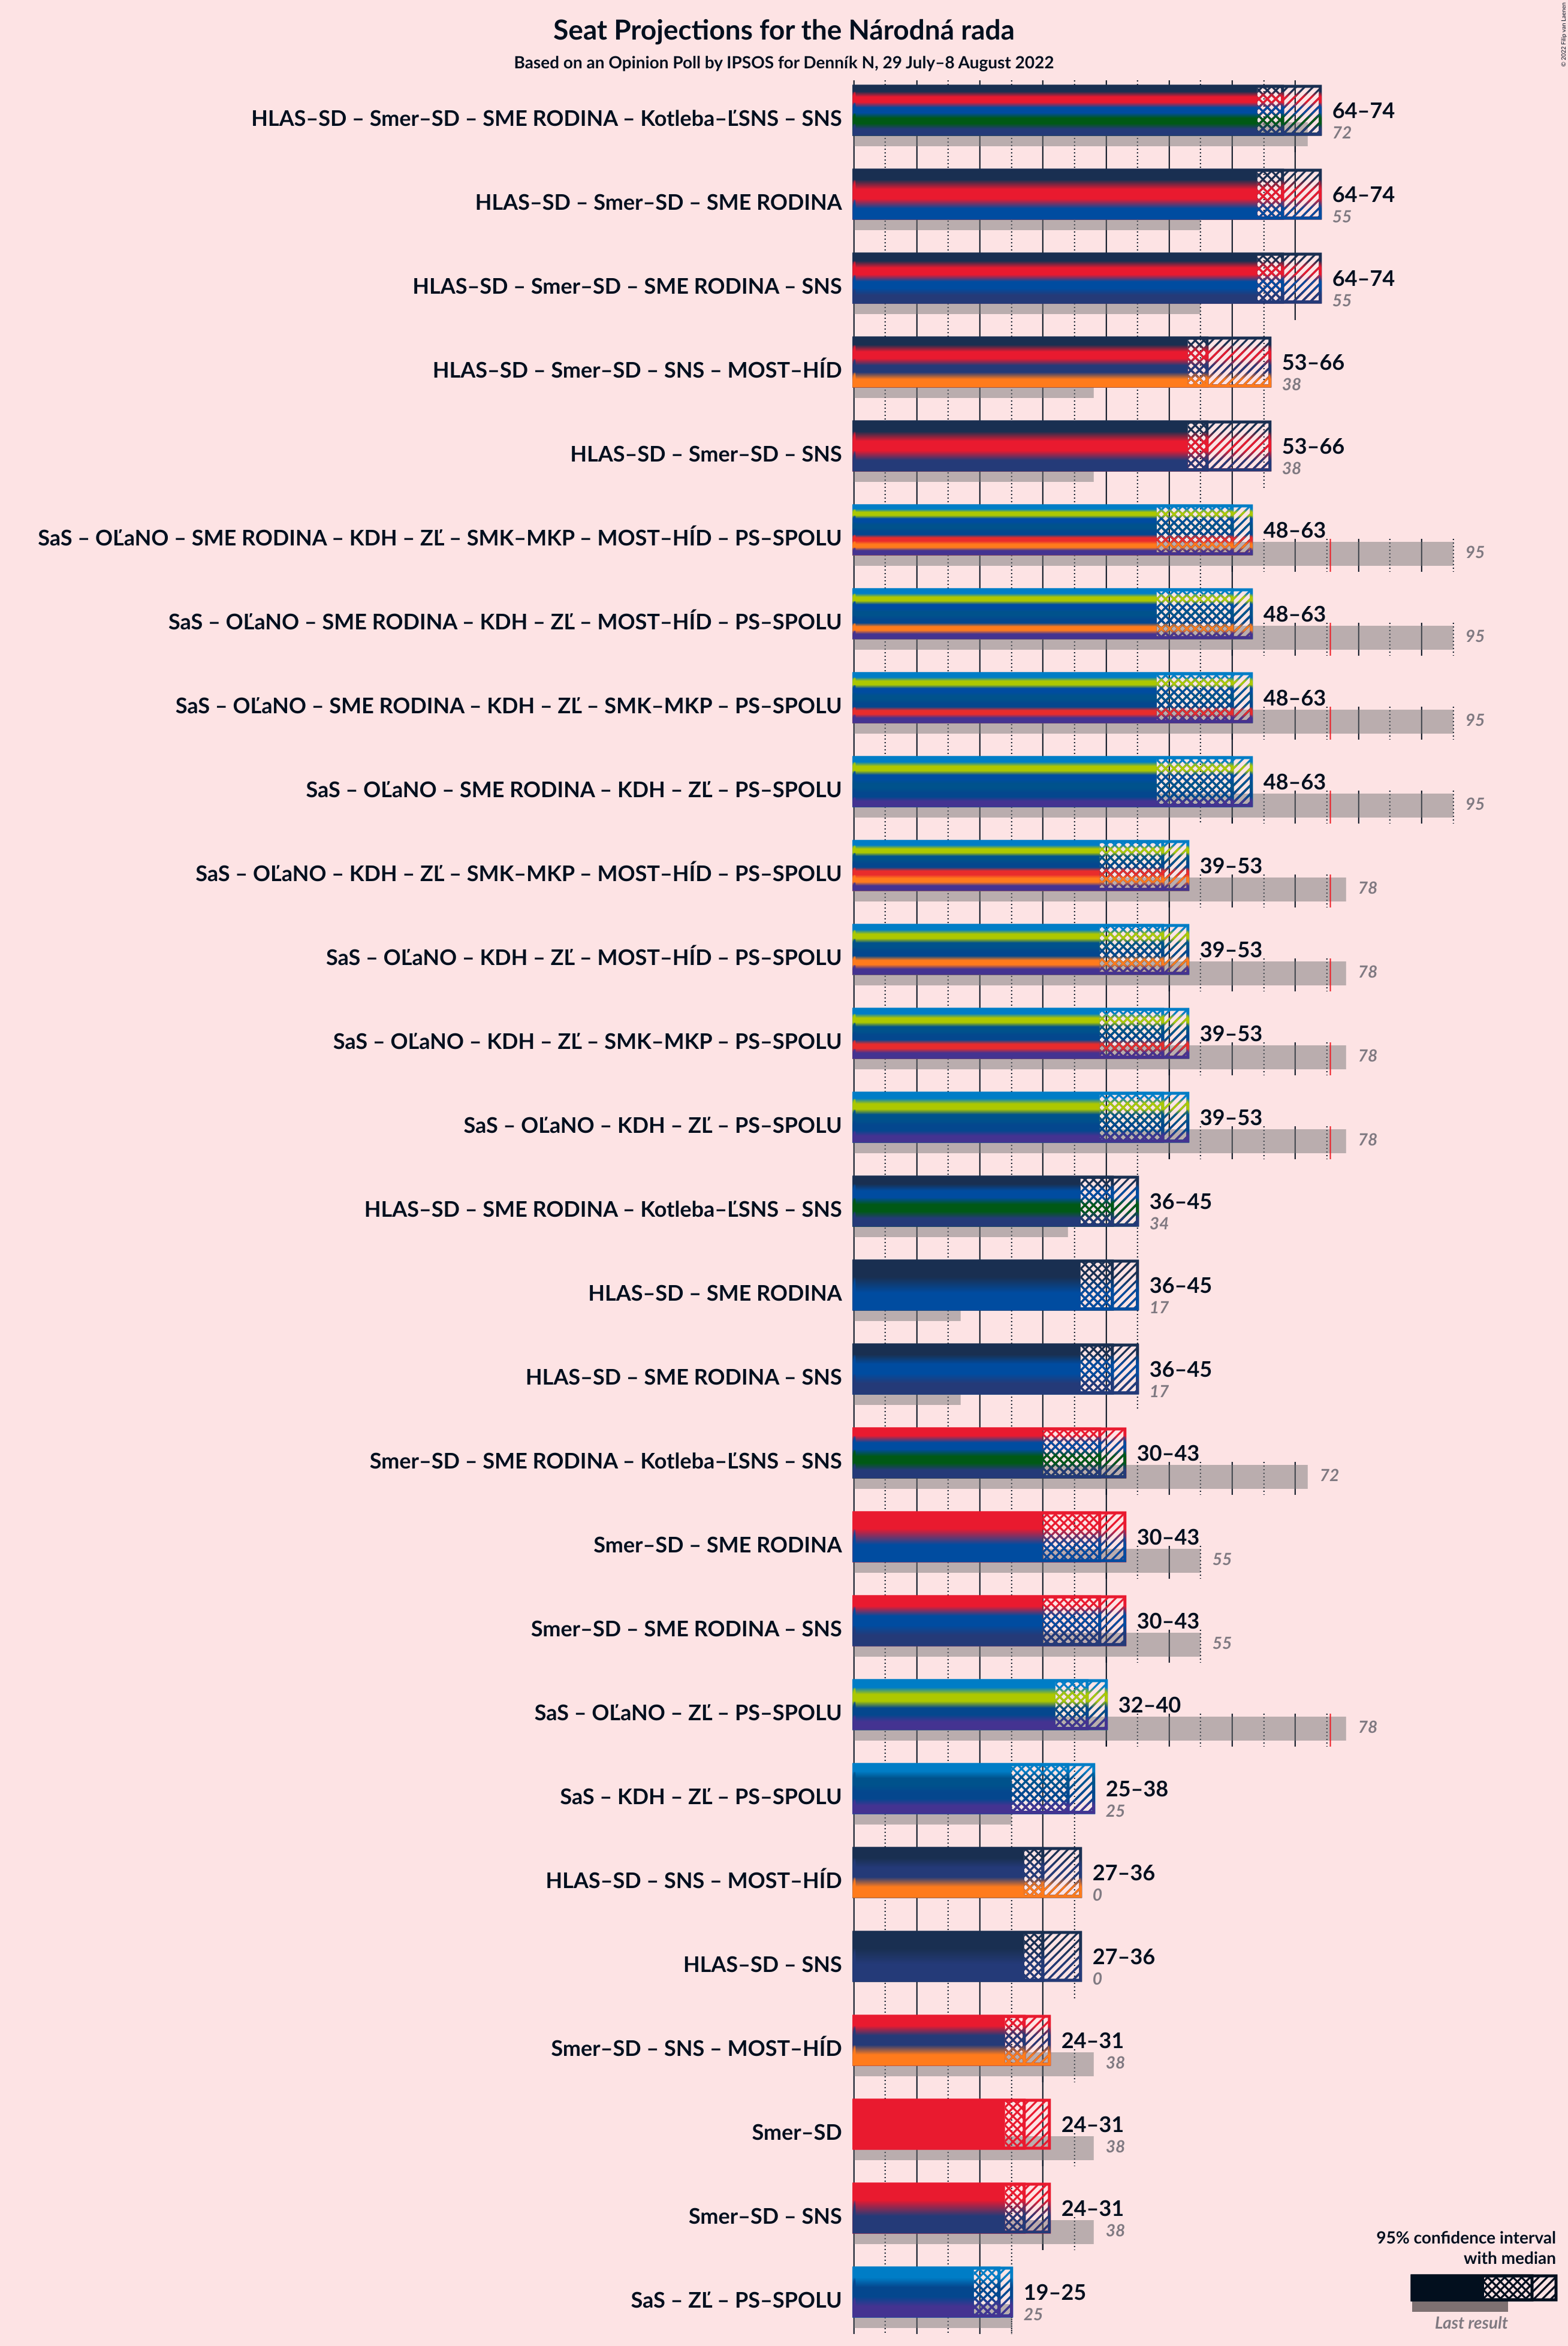 Seat Projections for the Národná rada
Based on an Opinion Poll by IPSOS for Denník N, 29 July–8 August 2022
© 2022 Filip van Laenen
HLAS–SD – Smer–SD – SME RODINA – Kotleba–ĽSNS – SNS
64–74
72
HLAS–SD – Smer–SD – SME RODINA
64–74
55
HLAS–SD – Smer–SD – SME RODINA – SNS
64–74
55
HLAS–SD – Smer–SD – SNS – MOST–HÍD
53–66
38
HLAS–SD – Smer–SD – SNS
53–66
38
SaS – OĽaNO – SME RODINA – KDH – ZĽ – SMK–MKP – MOST–HÍD – PS–SPOLU
48–63
95
SaS – OĽaNO – SME RODINA – KDH – ZĽ – MOST–HÍD – PS–SPOLU
48–63
95
SaS – OĽaNO – SME RODINA – KDH – ZĽ – SMK–MKP – PS–SPOLU
48–63
95
SaS – OĽaNO – SME RODINA – KDH – ZĽ – PS–SPOLU
48–63
95
SaS – OĽaNO – KDH – ZĽ – SMK–MKP – MOST–HÍD – PS–SPOLU
39–53
78
SaS – OĽaNO – KDH – ZĽ – MOST–HÍD – PS–SPOLU
39–53
78
SaS – OĽaNO – KDH – ZĽ – SMK–MKP – PS–SPOLU
39–53
78
SaS – OĽaNO – KDH – ZĽ – PS–SPOLU
39–53
78
HLAS–SD – SME RODINA – Kotleba–ĽSNS – SNS
36–45
34
HLAS–SD – SME RODINA
36–45
17
HLAS–SD – SME RODINA – SNS
36–45
17
Smer–SD – SME RODINA – Kotleba–ĽSNS – SNS
30–43
72
Smer–SD – SME RODINA
30–43
55
Smer–SD – SME RODINA – SNS
30–43
55
SaS – OĽaNO – ZĽ – PS–SPOLU
32–40
78
SaS – KDH – ZĽ – PS–SPOLU
25–38
25
HLAS–SD – SNS – MOST–HÍD
27–36
0
HLAS–SD – SNS
27–36
0
Smer–SD – SNS – MOST–HÍD
24–31
38
Smer–SD
24–31
38
Smer–SD – SNS
24–31
38
SaS – ZĽ – PS–SPOLU
19–25
25
95% confidence interval
with median
Last result